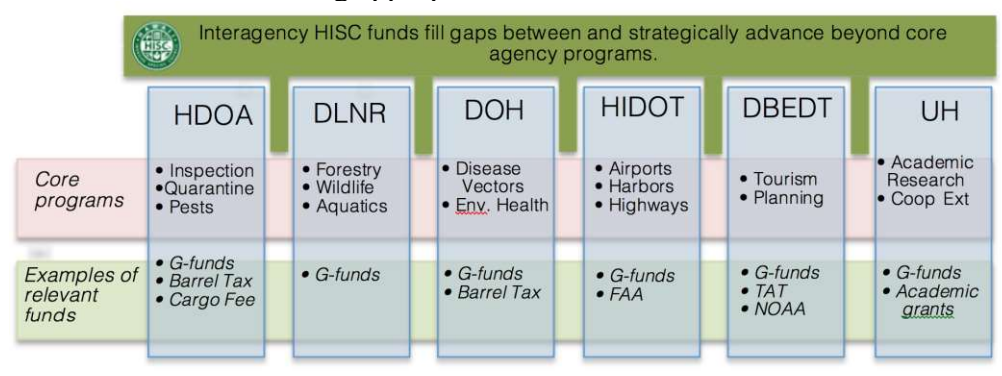 Interagency HISC funds fill gaps between and strategically advance beyond core
agency programs.
HISC
HDOA
DLNR
DOH
HIDOT
DBEDT
UH
Core
programs
• Inspection
•Quarantine
• Pests
• Forestry
• Wildlife
• Aquatics
• Disease
Vectors
• Env. Health
• Airports
• Harbors
• Highways
• Tourism
• Planning
• Academic
Research
• Coop Ext
Examples of
relevant
funds
• G-funds
• Barrel Tax
• Cargo Fee
• G-funds
• G-funds
• Barrel Tax
• G-funds
• FAA
• G-funds
• TAT
• NOAA
• G-funds
• Academic
grants